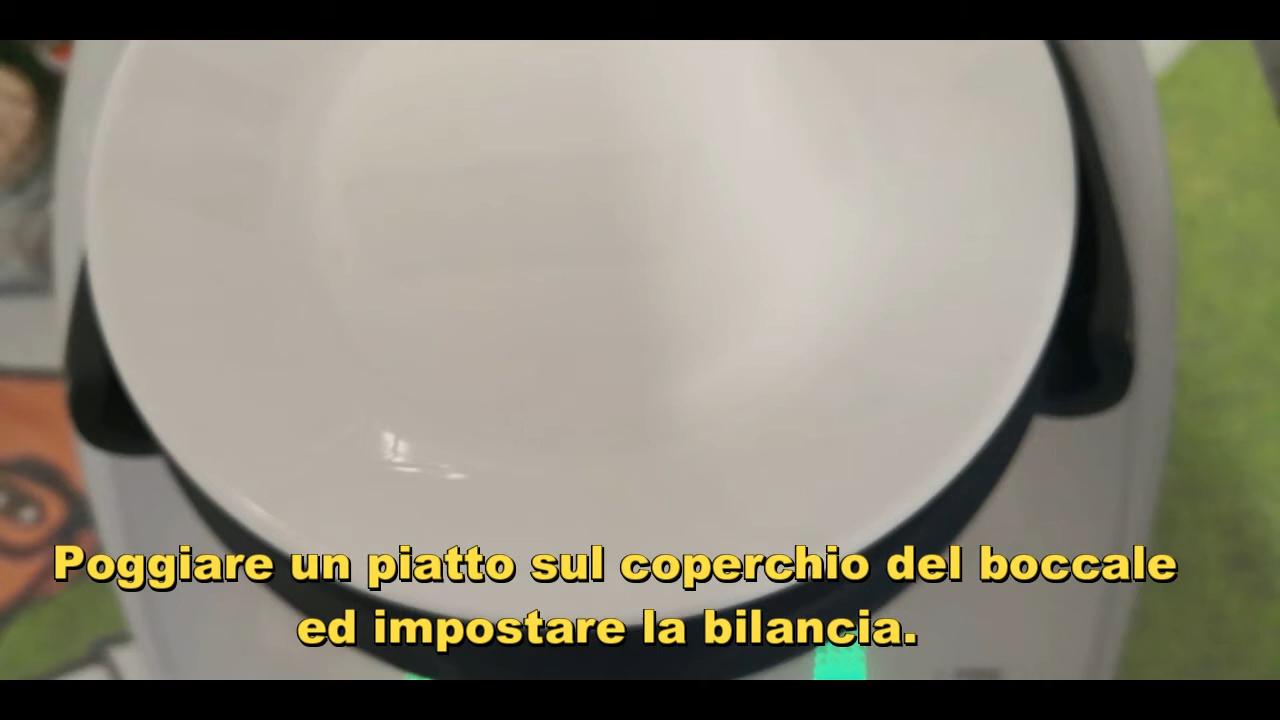 Poggiare un piatto sul coperchio del boccale
ed impostare la bilancia.